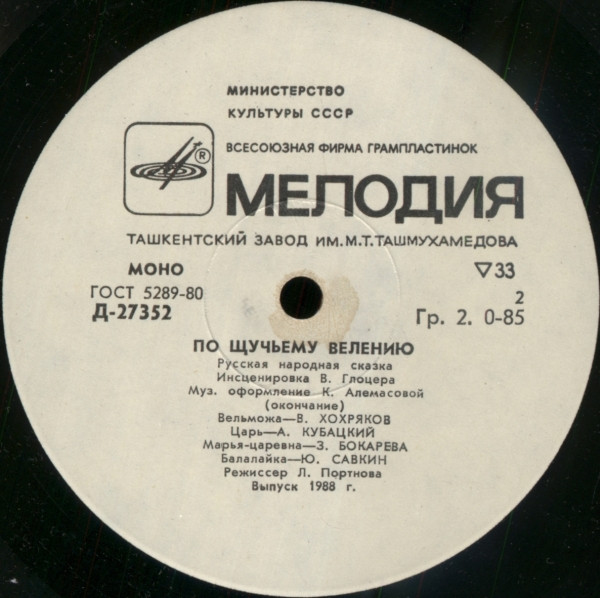 МИНИСТЕРСТВО
КУЛЬТУРЫ СССР
ВСЕСОЮЗНАЯ ФИРМА ГРАМПЛАСТИНОК
®
МЕЛОДИЯ
ТАШКЕНТСКИЙ ЗАВОД ИМ.М.Т.ТАШМУХАМЕДОВА
МОНО ▽33
ГОСТ 5289-80 2
Д-27352 Гр. 2. 0-85
ПО ЩУЧЬЕМУ ВЕЛЕНИЮ
Русская народная сказка
Инсценировка В. Глоцера
Муз. оформление К. Алемасовой
(окончание)
Вельможа—В. ХОХРЯКОВ
Царь—А. КУБАЦКИЙ
Марья-царевна—З. БОКАРЕВА
Балалайка—Ю. САВКИН
Режиссер Л. Портнова
Выпуск 1988 г.